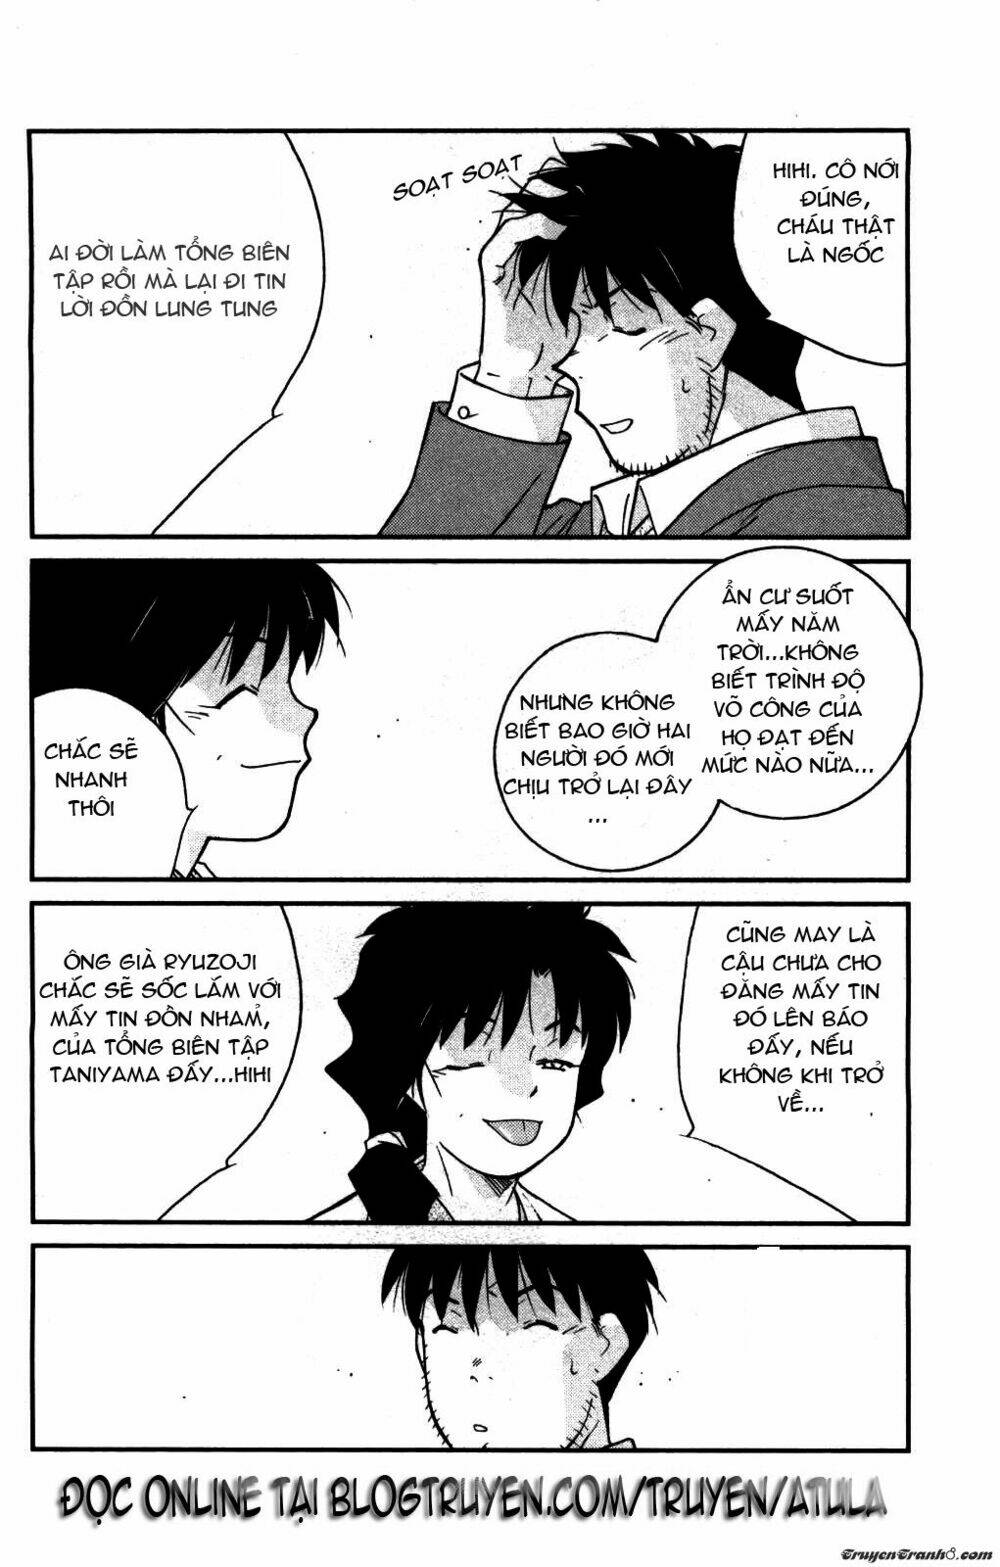 HIHI. CÔ NỚI
ĐÚNG,
CHÁU THẬT
LÀ NGỐC
SOẠT SOẠT
AI ĐỜI LÀM TỔNG BIÊN
TẬP RỒI MÀ LẠI ĐI TIN
LỜI ĐỒN LUNG TUNG
ẨN CƯ SUỐT
MẤY NĂM
TRỜI...KHÔNG
BIẾT TRÌNH ĐỘ
VÕ CÔNG CỦA
HỌ ĐẠT ĐẾN
MỨC NÀO NỮA...
NHƯNG KHÔNG
BIẾT BAO GIỜ HAI
NGƯỜI ĐÓ MỚI
CHỊU TRỞ LẠI ĐÂY
...
CHẮC SẼ
NHANH
THÔI
CŨNG MAY LÀ
CẬU CHƯA CHO
ĐĂNG MẤY TIN
ĐÓ LÊN BÁO
ĐẤY, NẾU
KHÔNG KHI TRỞ
VỀ...
ÔNG GIÀ RYUZOJI
CHẮC SẼ SỐC LẮM VỚI
MẤY TIN ĐỒN NHẢM,
CỦA TỔNG BIÊN TẬP
TANIYAMA ĐẤY...HIHI
ĐỌC ONLINE TẠI BLOGTRUYEN.COM/TRUYEN/ATULA
TruyenTranh8.com